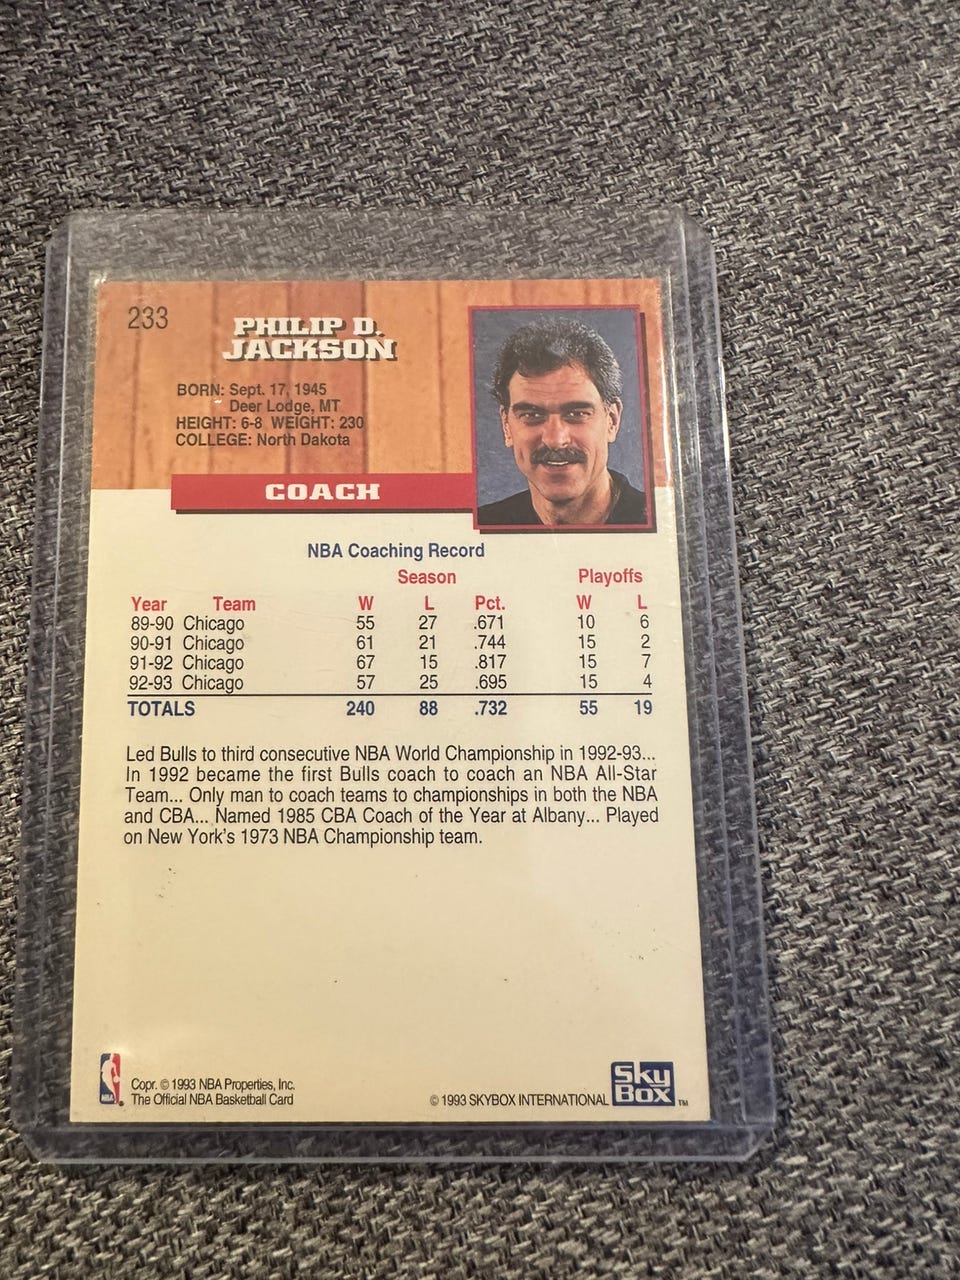 233
PHILIP D.
JACKSON
BORN: Sept. 17, 1945
Deer Lodge, MT
HEIGHT: 6-8 WEIGHT: 230
COLLEGE: North Dakota
COACH
NBA Coaching Record
Season Playoffs
Year Team W L Pct. W L
89-90 Chicago 55 27 .671 10 6
90-91 Chicago 61 21 .744 15 2
91-92 Chicago 67 15 .817 15 7
92-93 Chicago 57 25 .695 15 4
TOTALS 240 88 .732 55 19
Led Bulls to third consecutive NBA World Championship in 1992-93...
In 1992 became the first Bulls coach to coach an NBA All-Star
Team... Only man to coach teams to championships in both the NBA
and CBA... Named 1985 CBA Coach of the Year at Albany... Played
on New York's 1973 NBA Championship team.
NBA
Copr. © 1993 NBA Properties, Inc.
The Official NBA Basketball Card
© 1993 SKYBOX INTERNATIONAL
Sky
BOX TM